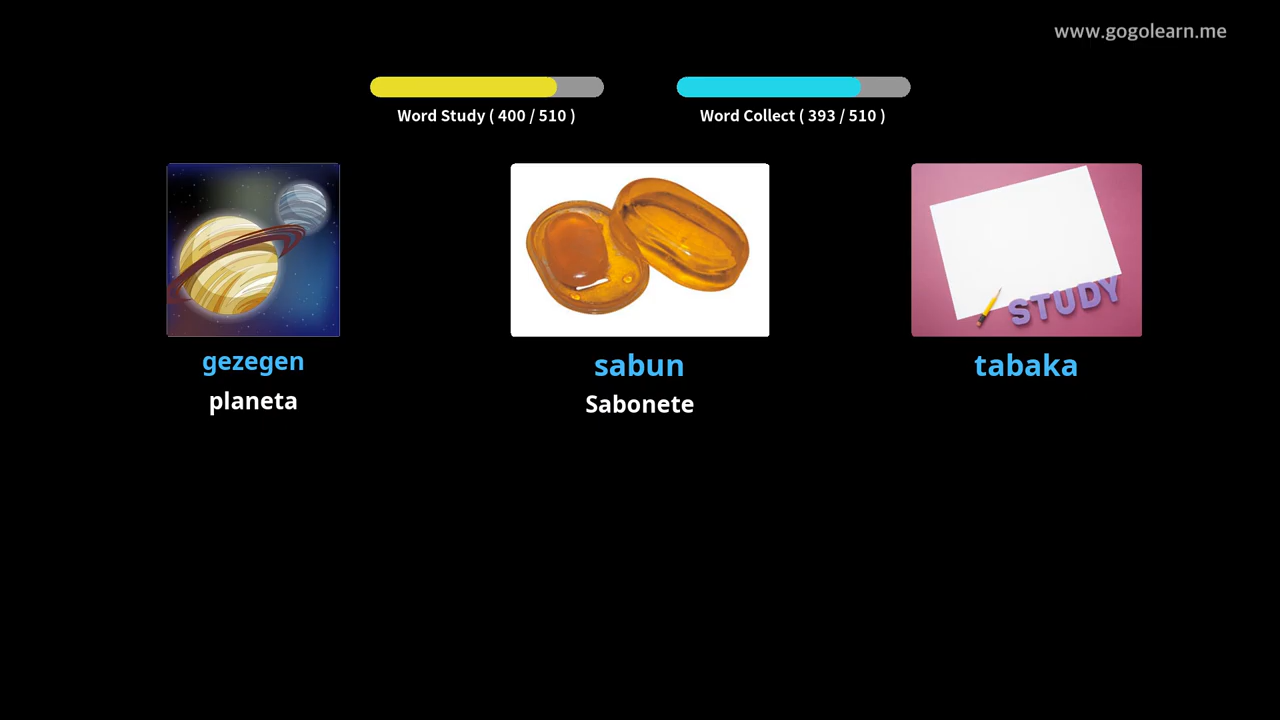 www.gogolearn.me
Word Study ( 400 / 510 )
Word Collect ( 393 / 510 )
STUDY
gezegen
sabun
tabaka
planeta
Sabonete